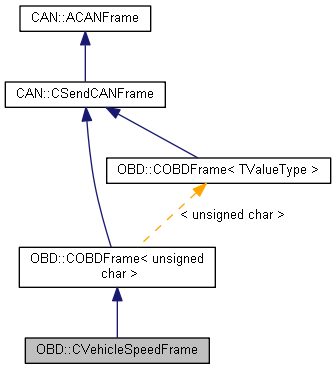 CAN::ACANFrame
CAN::CSendCANFrame
OBD::COBDFrame< TValueType >
< unsigned char >
OBD::COBDFrame< unsigned
char >
OBD::CVehicleSpeedFrame